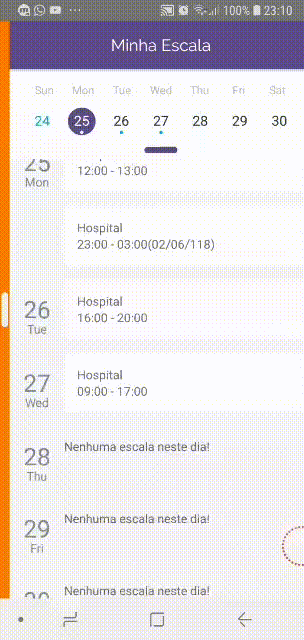 100% 23:10
Minha Escala
Sun Mon Tue Wed Thu Fri Sat
24 25 26 27 28 29 30
25
Mon
12:00 - 13:00
Hospital
23:00 - 03:00(02/06/118)
26
Tue
Hospital
16:00 - 20:00
27
Wed
Hospital
09:00 - 17:00
28
Thu
Nenhuma escala neste dia!
29
Fri
Nenhuma escala neste dia!
30
Nenhuma escala neste dia!